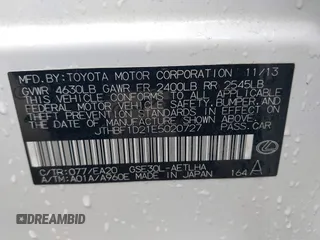 MFD.BY: TOYOTA MOTOR CORPORATION 11/13
GVWR 4630LB GAWR FR 2400LB RR 2545LB
THIS VEHICLE CONFORMS TO ALL APPLICABLE
FEDERAL MOTOR VEHICLE SAFETY, BUMPER, AND
THEFT PREVENTION STANDARDS IN EFFECT ON
THE DATE OF MANUFACTURE SHOWN ABOVE.
JTHBF1D21E5020727 PASS.CAR
C/TR: 077/EA20 GSE30L-AETLHA
A/TM: A01A/A960E MADE IN JAPAN 164 A